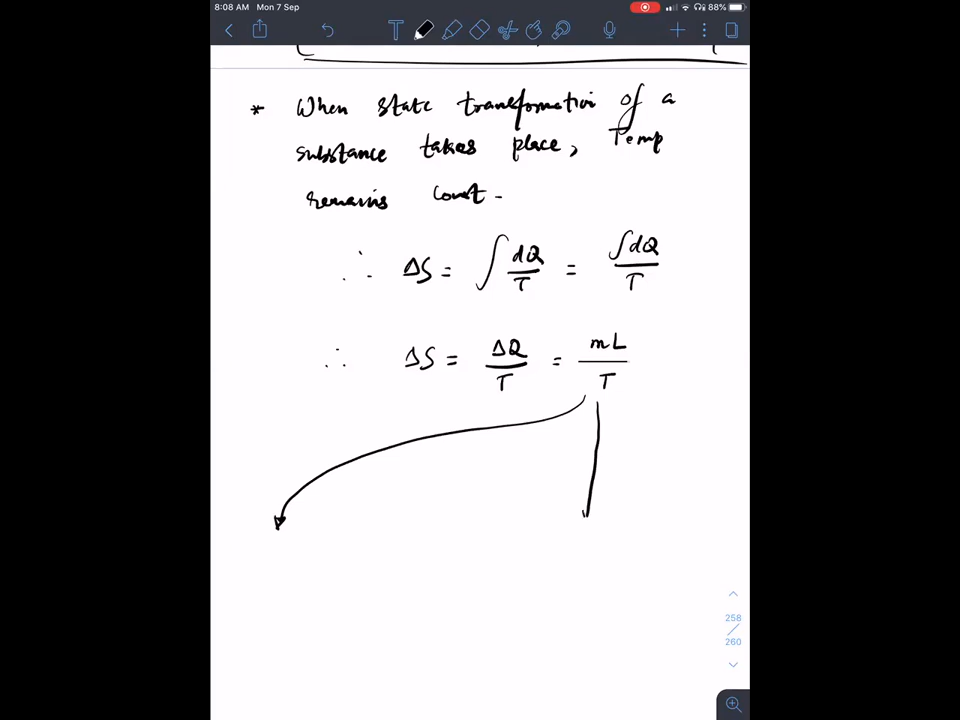 8:08 AM Mon 7 Sep 88%
* When state transformation of a
substance takes place, Temp
remains const -
∴ ΔS = ∫ dQ/T = ∫dQ/T
∴ ΔS = ΔQ/T = mL/T
258
/
260